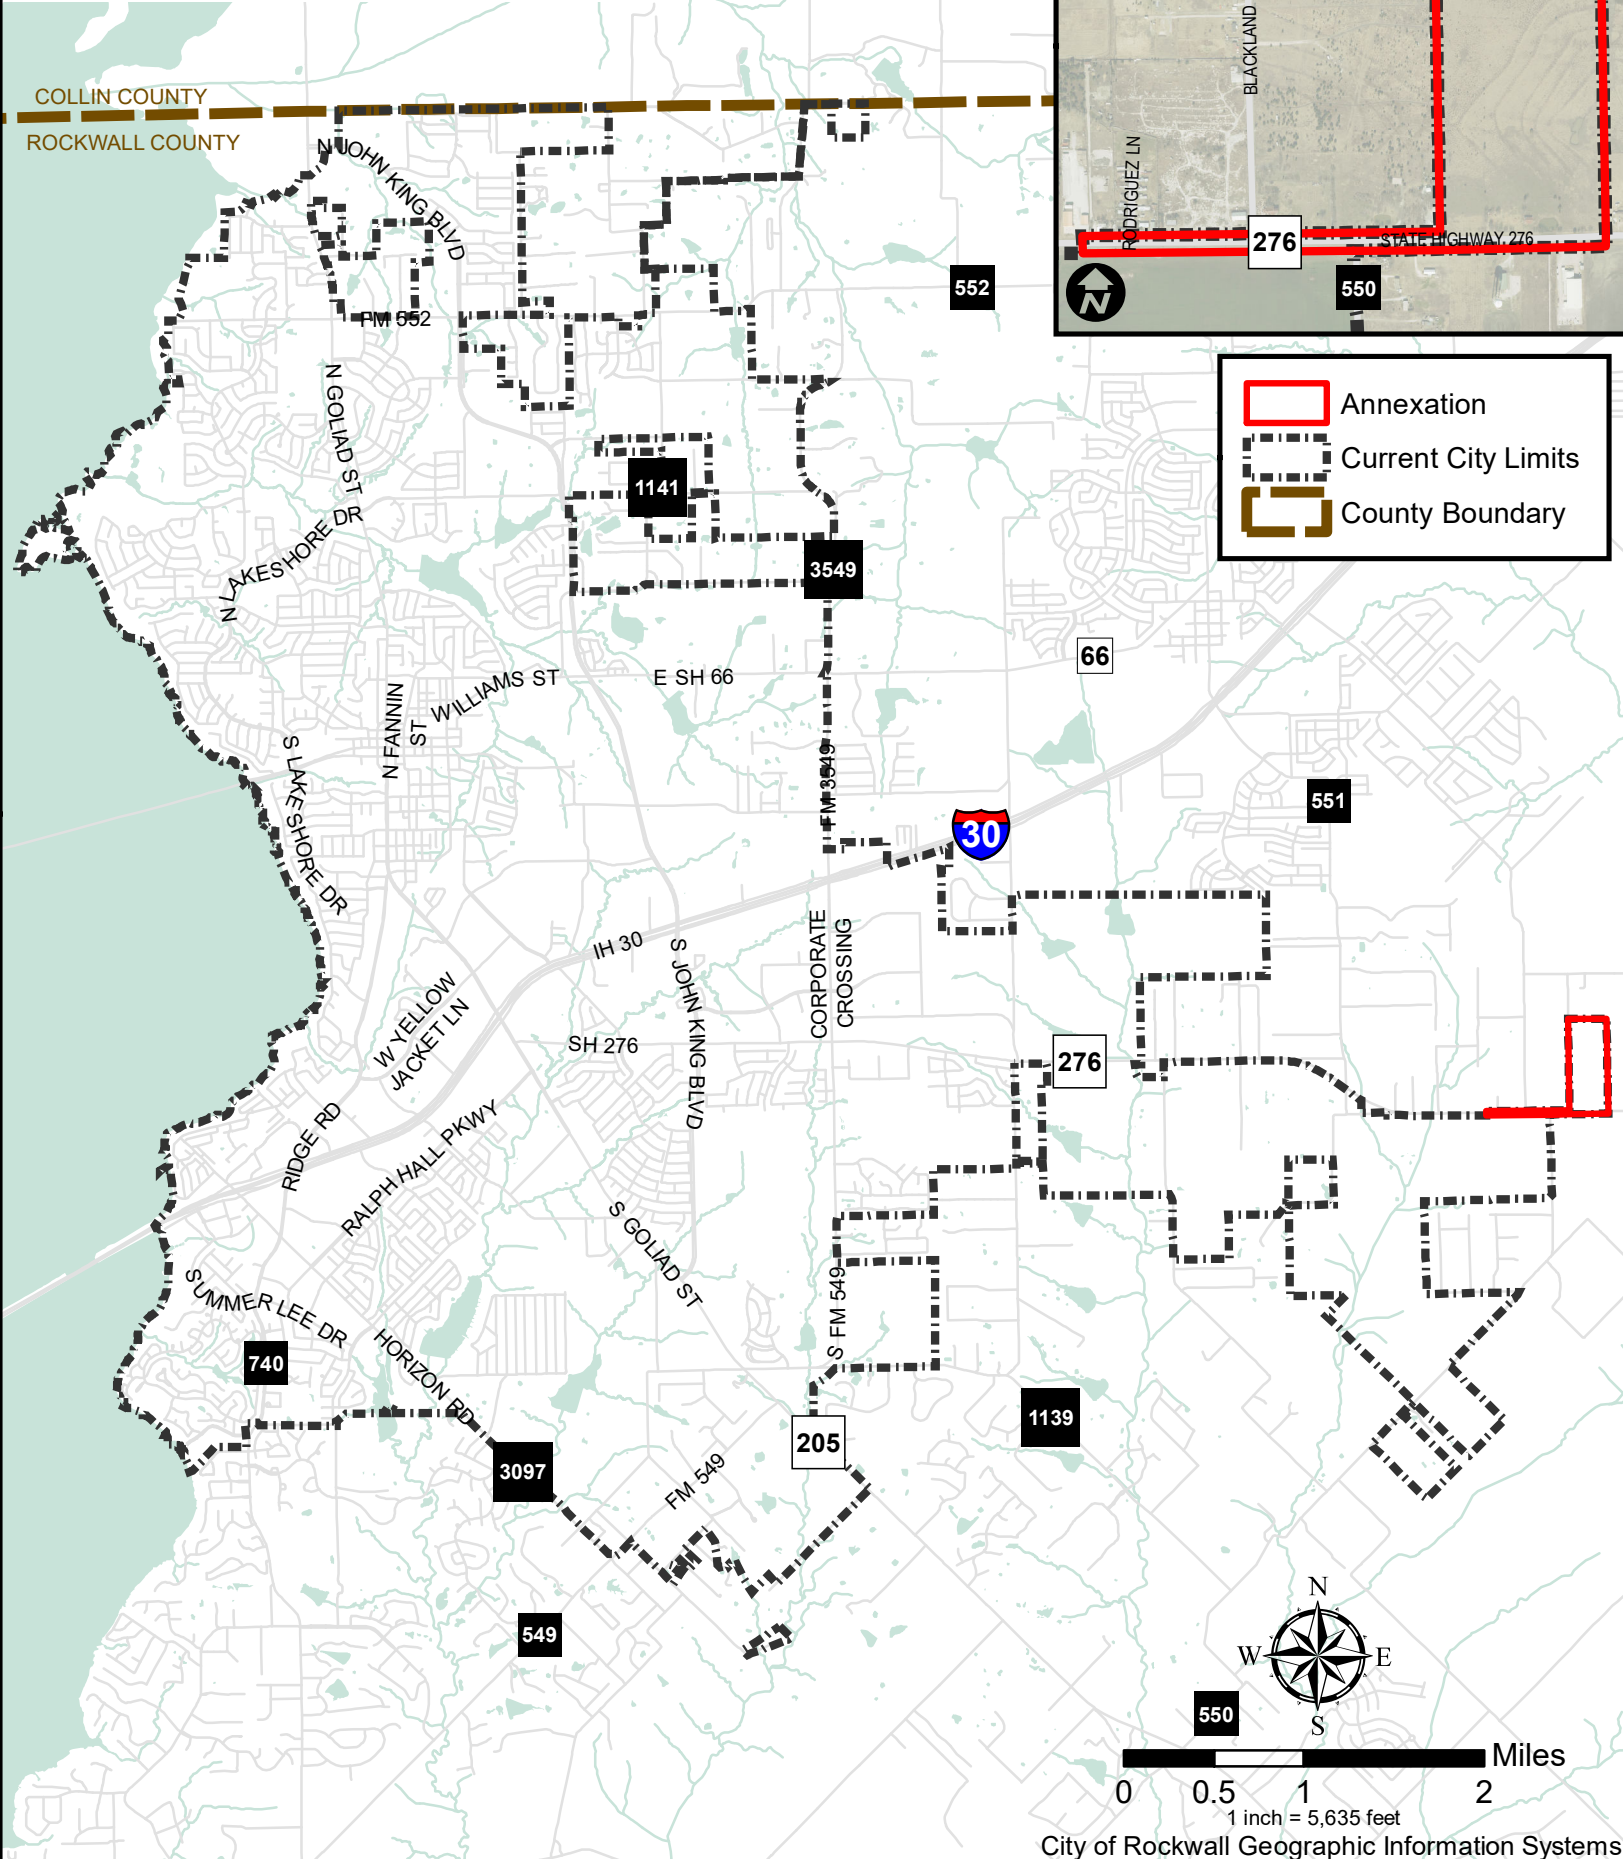 COLLIN COUNTY
ROCKWALL COUNTY
N JOHN KING BLVD
FM 552
N GOLIAD ST
N LAKESHORE DR
552
1141
3549
66
E SH 66
WILLIAMS ST
N FANNIN
ST
S LAKESHORE DR
FM 3549
30
551
IH 30
CORPORATE
CROSSING
S JOHN KING BLVD
W YELLOW
JACKET LN
SH 276
276
RIDGE RD
RALPH HALL PKWY
S GOLIAD ST
SUMMER LEE DR
HORIZON RD
S FM 549
740
1139
205
3097
FM 549
549
550
BLACKLAND
RODRIGUEZ LN
276
STATE HIGHWAY 276
550
N
Annexation
Current City Limits
County Boundary
N
W
E
S
Miles
0 0.5 1 2
1 inch = 5,635 feet
City of Rockwall Geographic Information Systems